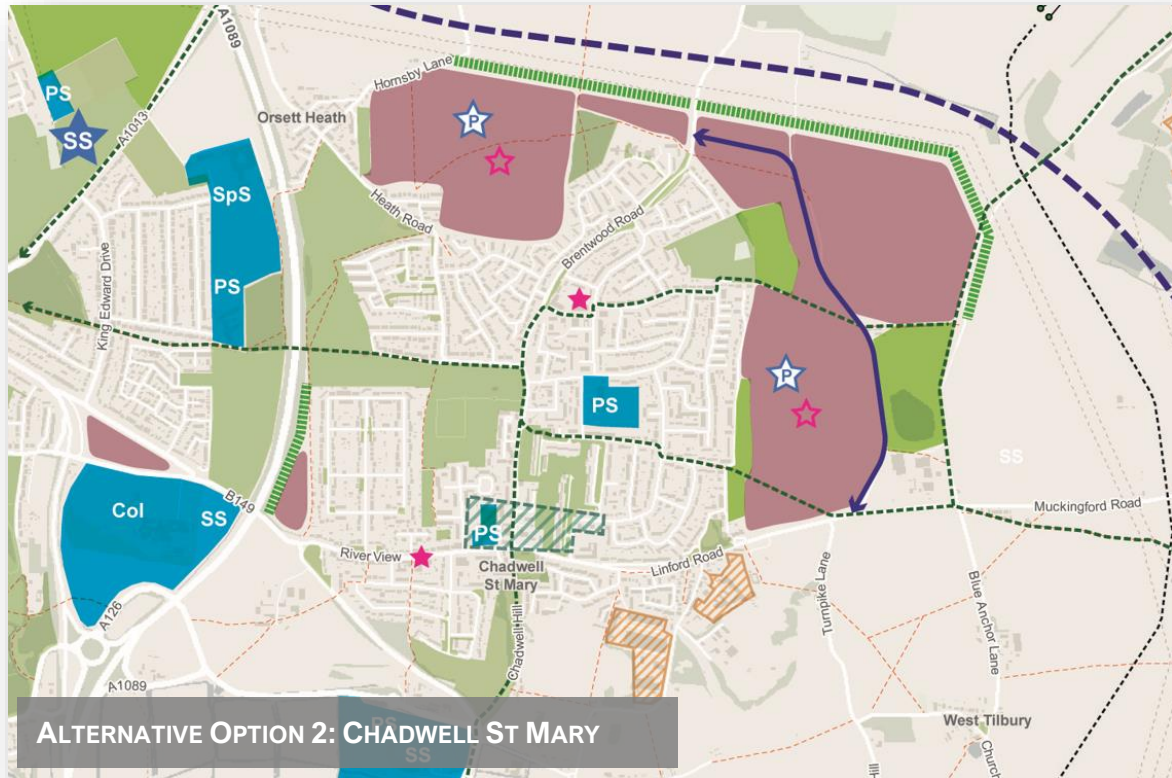 A1089
Hornsby Lane
PS
SS
A1013
Orsett Heath
P
SpS
Heath Road
Brentwood Road
King Edward Drive
PS
P
PS
Col
SS
B149
SS
Muckingford Road
PS
River View
Chadwell
St Mary
Linford Road
Chadwell Hill
Turnpike Lane
Blue Anchor Lane
A126
A1089
West Tilbury
PS
SS
ALTERNATIVE OPTION 2: CHADWELL ST MARY